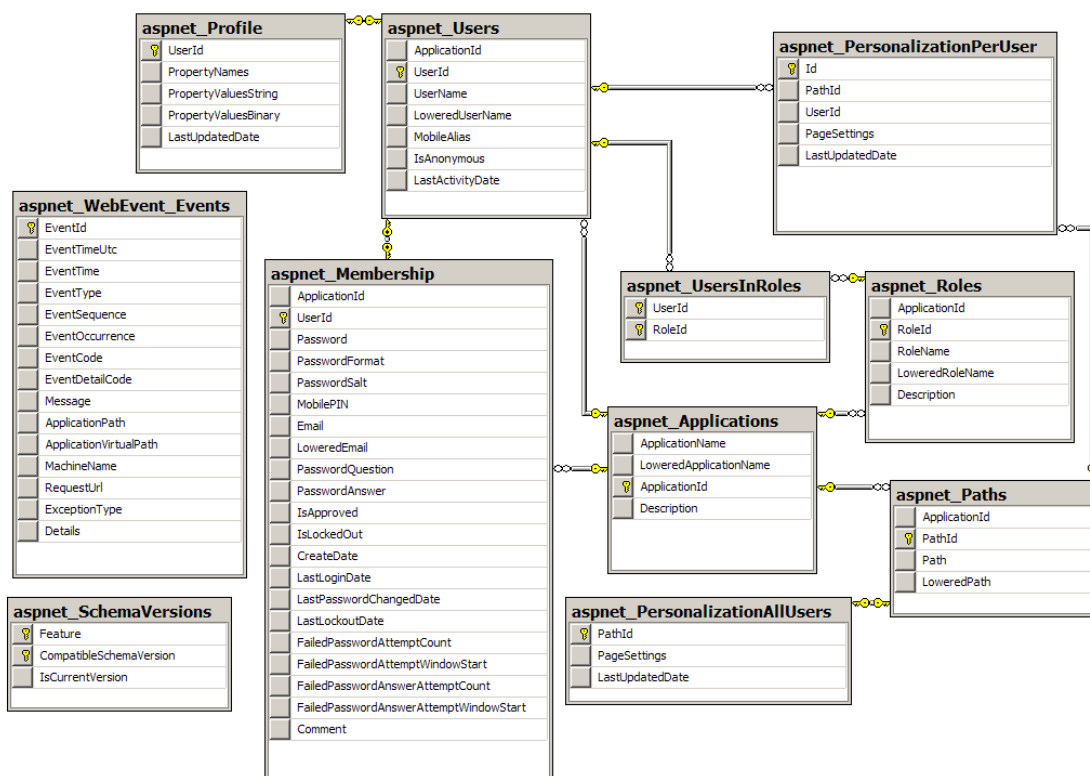 aspnet_Profile
UserId
PropertyNames
PropertyValuesString
PropertyValuesBinary
LastUpdatedDate
aspnet_Users
ApplicationId
UserId
UserName
LoweredUserName
MobileAlias
IsAnonymous
LastActivityDate
aspnet_PersonalizationPerUser
Id
PathId
UserId
PageSettings
LastUpdatedDate
aspnet_WebEvent_Events
EventId
EventTimeUtc
EventTime
EventType
EventSequence
EventOccurrence
EventCode
EventDetailCode
Message
ApplicationPath
ApplicationVirtualPath
MachineName
RequestUrl
ExceptionType
Details
aspnet_Membership
ApplicationId
UserId
Password
PasswordFormat
PasswordSalt
MobilePIN
Email
LoweredEmail
PasswordQuestion
PasswordAnswer
IsApproved
IsLockedOut
CreateDate
LastLoginDate
LastPasswordChangedDate
LastLockoutDate
FailedPasswordAttemptCount
FailedPasswordAttemptWindowStart
FailedPasswordAnswerAttemptCount
FailedPasswordAnswerAttemptWindowStart
Comment
aspnet_UsersInRoles
UserId
RoleId
aspnet_Roles
ApplicationId
RoleId
RoleName
LoweredRoleName
Description
aspnet_Applications
ApplicationName
LoweredApplicationName
ApplicationId
Description
aspnet_Paths
ApplicationId
PathId
Path
LoweredPath
aspnet_SchemaVersions
Feature
CompatibleSchemaVersion
IsCurrentVersion
aspnet_PersonalizationAllUsers
PathId
PageSettings
LastUpdatedDate